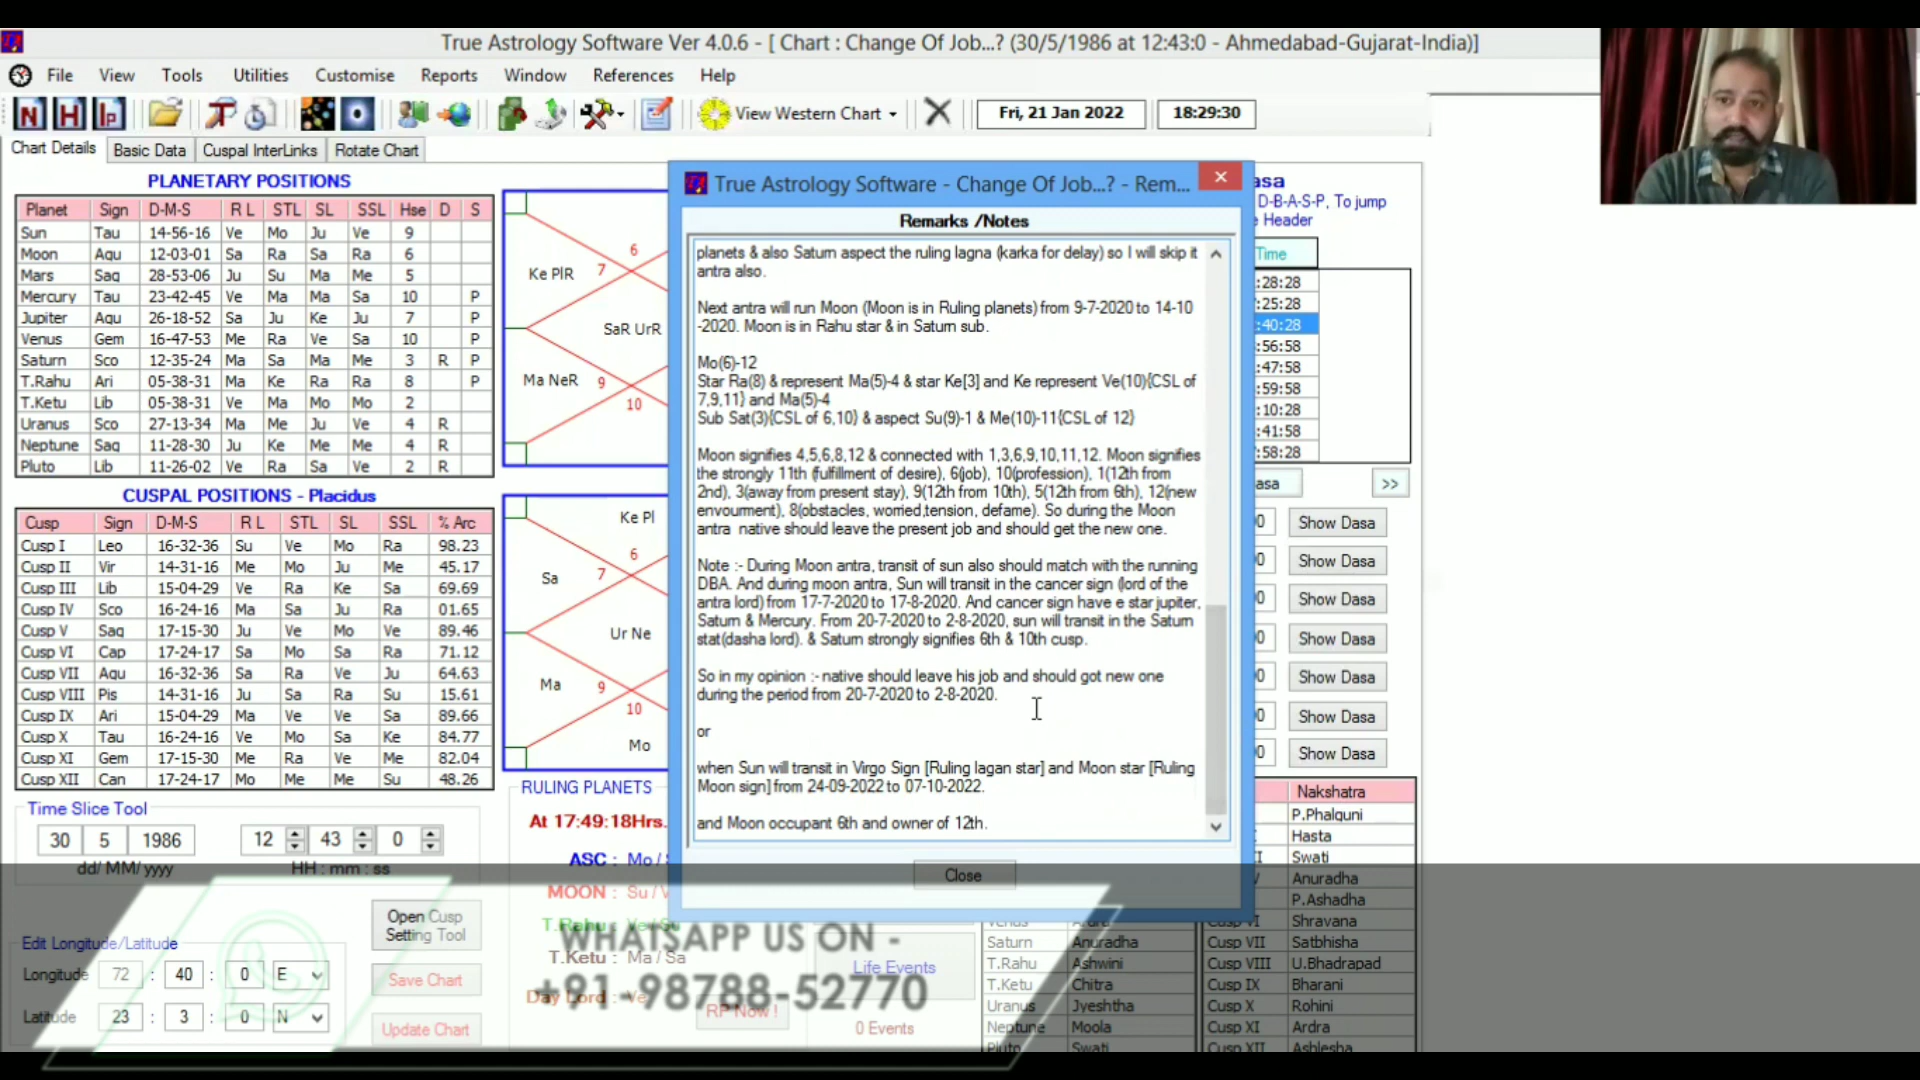 True Astrology Software Ver 4.0.6 - [ Chart : Change Of Job...? (30/5/1986 at 12:43:0 - Ahmedabad-Gujarat-India)]
File View Tools Utilities Customise Reports Window References Help
N H Ip View Western Chart Fri, 21 Jan 2022 18:29:30
Chart Details Basic Data Cuspal InterLinks Rotate Chart
PLANETARY POSITIONS
Planet Sign D-M-S R L STL SL SSL Hse D S
Sun Tau 14-56-16 Ve Mo Ju Ve 9
Moon Aqu 12-03-01 Sa Ra Sa Ra 6
Mars Sag 28-53-06 Ju Su Ma Me 5
Mercury Tau 23-42-45 Ve Ma Ma Sa 10 P
Jupiter Aqu 26-18-52 Sa Ju Ke Ju 7 P
Venus Gem 16-47-53 Me Ra Ve Sa 10 P
Saturn Sco 12-35-24 Ma Sa Ma Me 3 R P
T.Rahu Ari 05-38-31 Ma Ke Ra Ra 8 P
T.Ketu Lib 05-38-31 Ve Ma Mo Mo 2
Uranus Sco 27-13-34 Ma Me Ju Ve 4 R
Neptune Sag 11-28-30 Ju Ke Me Me 4 R
Pluto Lib 11-26-02 Ve Ra Sa Ve 2 R
CUSPAL POSITIONS - Placidus
Cusp Sign D-M-S R L STL SL SSL % Arc
Cusp I Leo 16-32-36 Su Ve Mo Ra 98.23
Cusp II Vir 14-31-16 Me Mo Ju Me 45.17
Cusp III Lib 15-04-29 Ve Ra Ke Sa 69.69
Cusp IV Sco 16-24-16 Ma Sa Ju Ra 01.65
Cusp V Sag 17-15-30 Ju Ve Mo Ve 89.46
Cusp VI Cap 17-24-17 Sa Mo Sa Ra 71.12
Cusp VII Aqu 16-32-36 Sa Ra Ve Ju 64.63
Cusp VIII Pis 14-31-16 Ju Sa Ra Su 15.61
Cusp IX Ari 15-04-29 Ma Ve Ve Sa 89.66
Cusp X Tau 16-24-16 Ve Mo Sa Ke 84.77
Cusp XI Gem 17-15-30 Me Ra Ve Me 82.04
Cusp XII Can 17-24-17 Mo Me Me Su 48.26
Time Slice Tool
30 5 1986 12 43 0
dd/ MM/ yyyy HH : mm : ss
Edit Longitude/Latitude
Longitude 72 : 40 : 0 E
Latitude 23 : 3 : 0 N
Open Cusp
Setting Tool
Save Chart
Update Chart
6
Ke PlR 7
SaR UrR
Ma NeR 9
10
Ke Pl
6
Sa 7
Ur Ne
Ma 9
10
Mo
RULING PLANETS
At 17:49:18Hrs.
ASC : Mo /
MOON : Su /
T.Rahu : Ve/Su
T.Ketu : Ma / Sa
Day Lord : Ve
RP Now !
WHATSAPP US ON -
+91-98788-52770
Life Events
0 Events
True Astrology Software - Change Of Job...? - Rem...
Remarks /Notes
planets & also Saturn aspect the ruling lagna (karka for delay) so I will skip it
antra also.
Next antra will run Moon (Moon is in Ruling planets) from 9-7-2020 to 14-10
-2020. Moon is in Rahu star & in Saturn sub.
Mo(6)-12
Star Ra(8) & represent Ma(5)-4 & star Ke[3] and Ke represent Ve(10){CSL of
7,9,11} and Ma(5)-4
Sub Sat(3){CSL of 6,10} & aspect Su(9)-1 & Me(10)-11{CSL of 12}
Moon signifies 4,5,6,8,12 & connected with 1,3,6,9,10,11,12. Moon signifies
the strongly 11th (fulfillment of desire), 6(job), 10(profession), 1(12th from
2nd), 3(away from present stay), 9(12th from 10th), 5(12th from 6th), 12(new
envourment), 8(obstacles, worried,tension, defame). So during the Moon
antra native should leave the present job and should get the new one.
Note :- During Moon antra, transit of sun also should match with the running
DBA. And during moon antra, Sun will transit in the cancer sign (lord of the
antra lord) from 17-7-2020 to 17-8-2020. And cancer sign have e star jupiter,
Saturn & Mercury. From 20-7-2020 to 2-8-2020, sun will transit in the Saturn
stat(dasha lord). & Saturn strongly signifies 6th & 10th cusp.
So in my opinion :- native should leave his job and should got new one
during the period from 20-7-2020 to 2-8-2020.
or
when Sun will transit in Virgo Sign [Ruling lagan star] and Moon star [Ruling
Moon sign] from 24-09-2022 to 07-10-2022.
and Moon occupant 6th and owner of 12th.
Close
asa
D-B-A-S-P, To jump
Header
Time
:28:28
:25:28
:40:28
:56:58
:47:58
:59:58
:10:28
:41:58
:58:28
asa >>
Show Dasa
Show Dasa
Show Dasa
Show Dasa
Show Dasa
Show Dasa
Show Dasa
Nakshatra
P.Phalguni
Hasta
Swati
Anuradha
P.Ashadha
Cusp VI Shravana
Cusp VII Satbhisha
Cusp VIII U.Bhadrapad
Cusp IX Bharani
Cusp X Rohini
Cusp XI Ardra
Cusp XII Ashlesha
Venus Ardra
Saturn Anuradha
T.Rahu Ashwini
T.Ketu Chitra
Uranus Jyeshtha
Neptune Moola
Pluto Swati